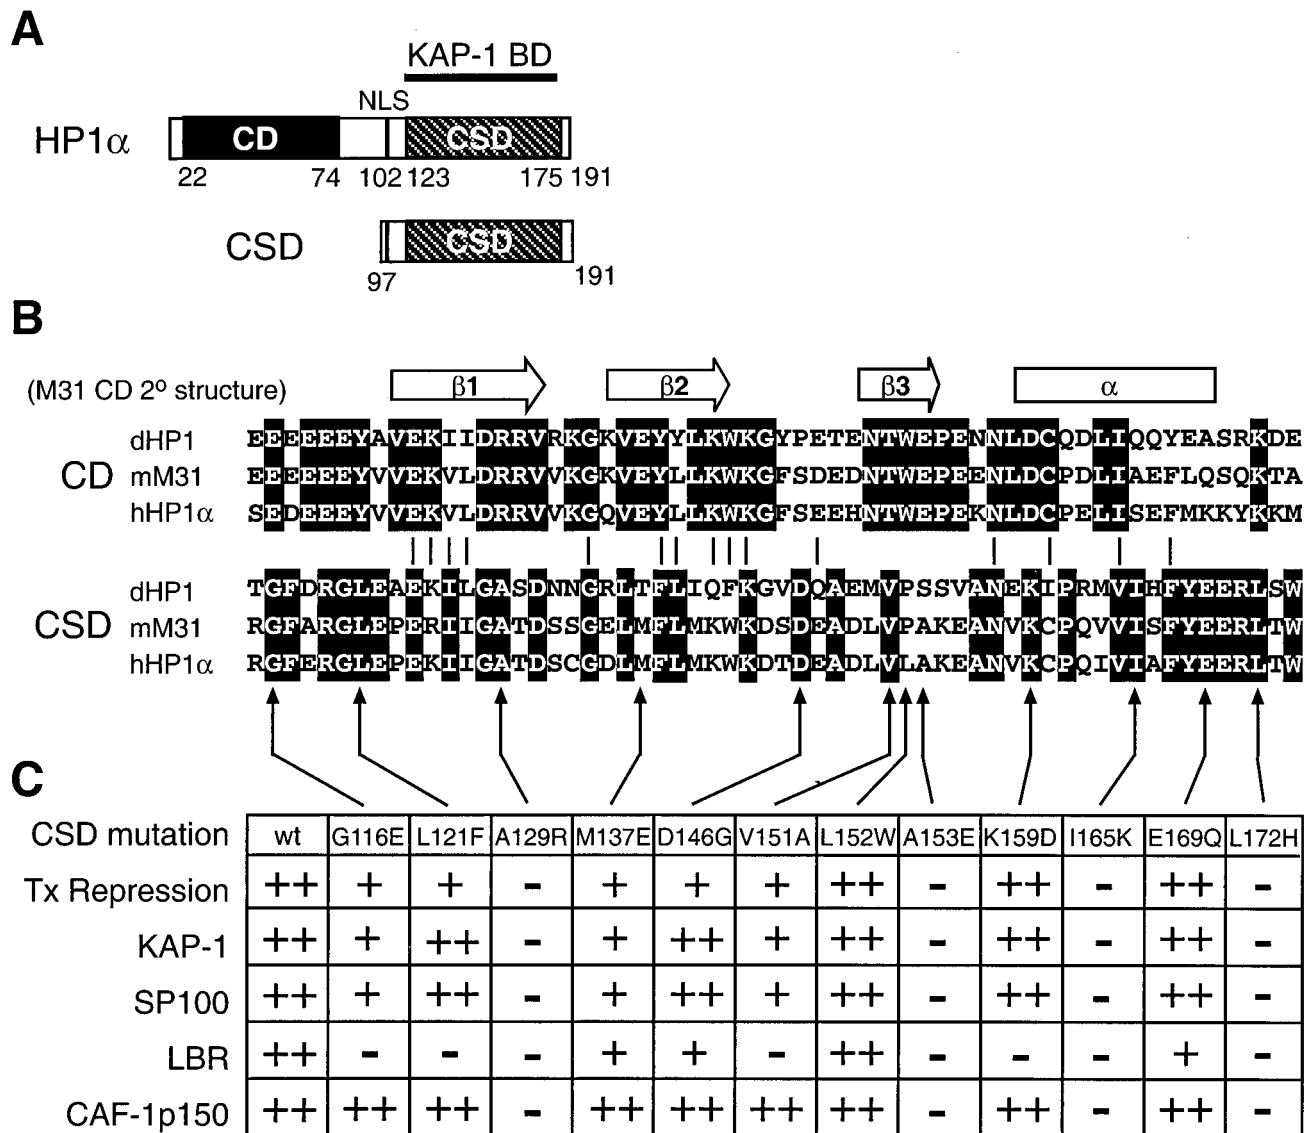 A
KAP-1 BD
NLS
HP1α
CD
CSD
22 74 102 123 175 191
CSD
CSD
97 191
B
(M31 CD 2º structure)
β1 β2 β3 α
CD
dHP1 EEEEEEYAVEKIIDRRVRKGKVEYYLKWKGYPETENTWEPENNLDCQDLIQQYEASRKDE
mM31 EEEEEEYVVEKVLDRRVVKGQVEYLLKWKGFSDEDNTWEPEENLDCPDLIAEFLQSQKTA
hHP1α SEDEEEYVVEKVLDRRVVKGQVEYLLKWKGFSEEHNTWEPEKNLDCPELISEFMKKYKKM
CSD
dHP1 TGFDRGLEAEKILGASDNNGRLTFLIQFKGVDQAEMVPSSVANEKIPRMVIHFYEERLSW
mM31 RGFARGLEPERIIGATDSSGELMFLMKWKDSDEADLVPAKEANVKCPQVVISFYEERLTW
hHP1α RGFERGLEPEKIIGATDSCGDLMFLMKWKDTDEADLVLAKEANVKCPQIVIAFYEERLTW
C
CSD mutation wt G116E L121F A129R M137E D146G V151A L152W A153E K159D I165K E169Q L172H
Tx Repression ++ + + - + + + ++ - ++ - ++ -
KAP-1 ++ + ++ - + ++ + ++ - ++ - ++ -
SP100 ++ + ++ - + ++ + ++ - ++ - ++ -
LBR ++ - - - + + - ++ - - - + -
CAF-1p150 ++ ++ ++ - ++ ++ ++ ++ - ++ - ++ -